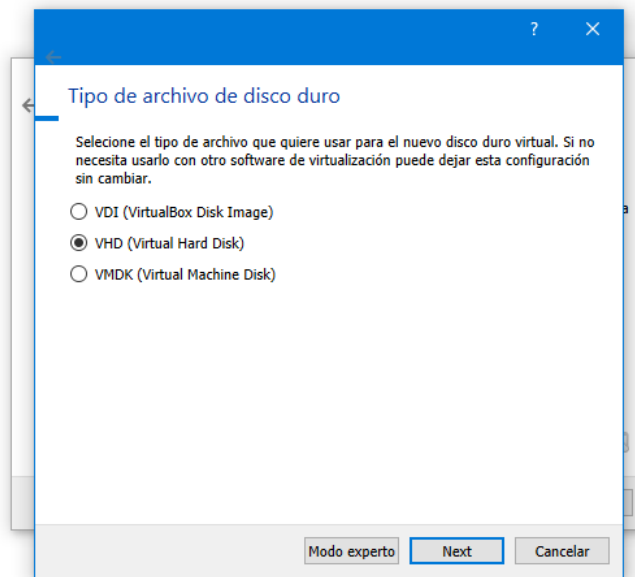 ?
Tipo de archivo de disco duro
Selecione el tipo de archivo que quiere usar para el nuevo disco duro virtual. Si no
necesita usarlo con otro software de virtualización puede dejar esta configuración
sin cambiar.
VDI (VirtualBox Disk Image)
VHD (Virtual Hard Disk)
VMDK (Virtual Machine Disk)
Modo experto
Next
Cancelar